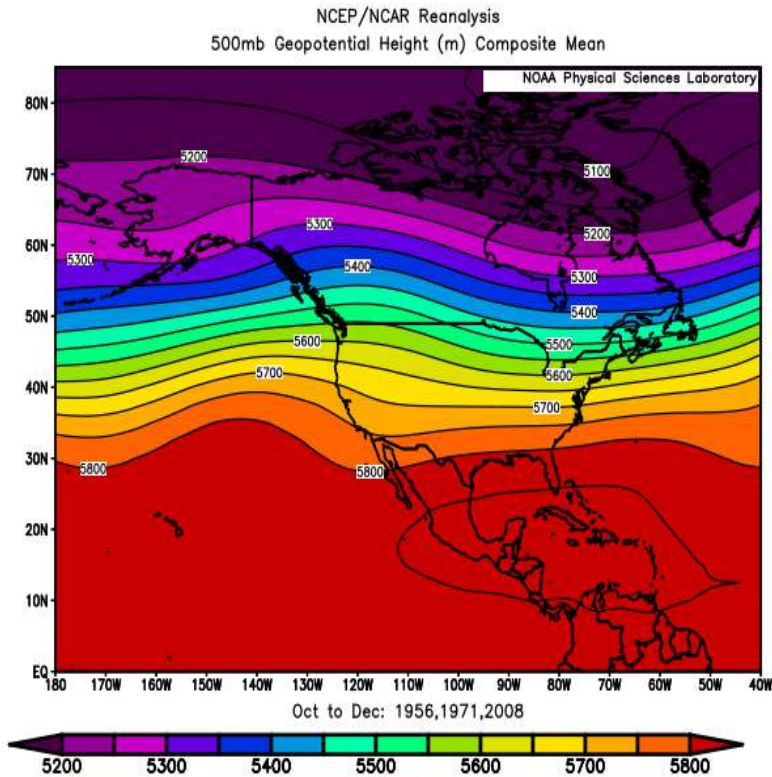 NCEP/NCAR Reanalysis
500mb Geopotential Height (m) Composite Mean
NOAA Physical Sciences Laboratory
80N
70N
60N
50N
40N
30N
20N
10N
EQ
5200
5100
5300
5200
5300
5400
5300
5400
5600
5500
5600
5700
5700
5800
5800
180 170W 160W 150W 140W 130W 120W 110W 100W 90W 80W 70W 60W 50W 40W
Oct to Dec: 1956,1971,2008
5200 5300 5400 5500 5600 5700 5800